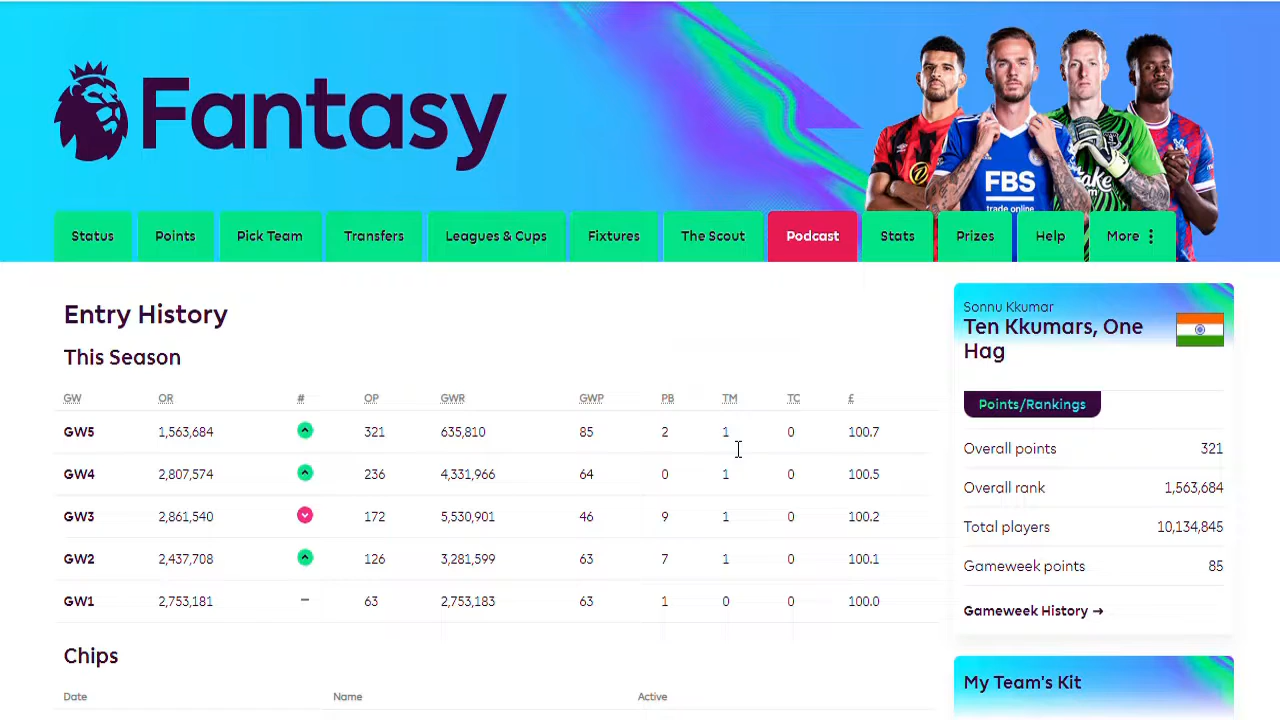 Fantasy
FBS
trade online
Status Points Pick Team Transfers Leagues & Cups Fixtures The Scout Podcast Stats Prizes Help More
Entry History
This Season
GW OR # OP GWR GWP PB TM TC £
GW5 1,563,684 321 635,810 85 2 1 0 100.7
GW4 2,807,574 236 4,331,966 64 0 1 0 100.5
GW3 2,861,540 172 5,530,901 46 9 1 0 100.2
GW2 2,437,708 126 3,281,599 63 7 1 0 100.1
GW1 2,753,181 – 63 2,753,183 63 1 0 0 100.0
Chips
Date Name Active
Sonnu Kkumar
Ten Kkumars, One
Hag
Points/Rankings
Overall points 321
Overall rank 1,563,684
Total players 10,134,845
Gameweek points 85
Gameweek History →
My Team's Kit